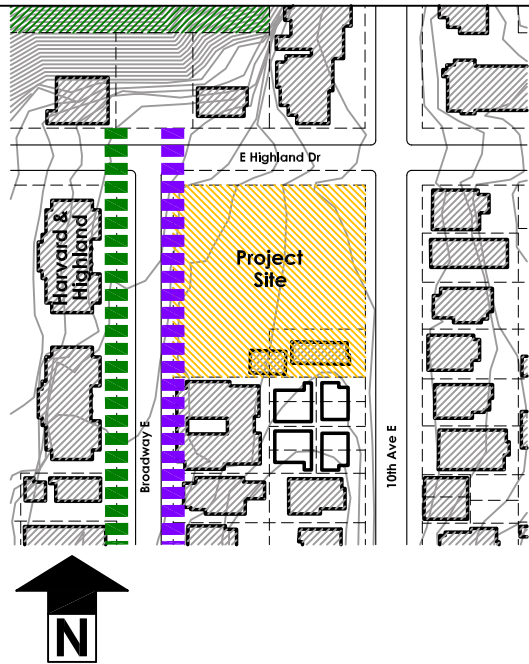 E Highland Dr
Harvard &
Highland
Project
Site
Broadway E
10th Ave E
N